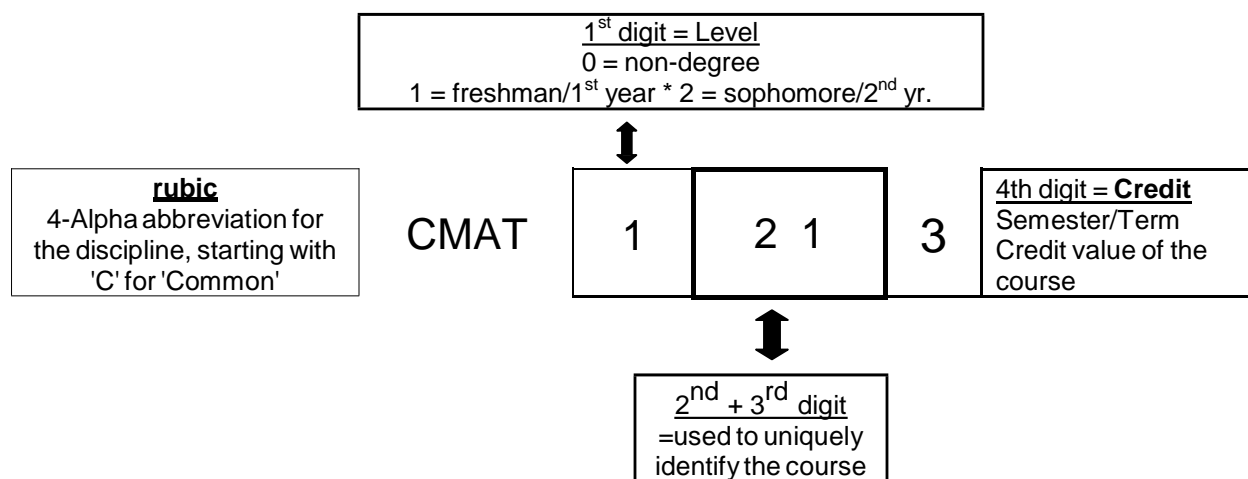 1st digit = Level
0 = non-degree
1 = freshman/1st year * 2 = sophomore/2nd yr.
rubic
4-Alpha abbreviation for
the discipline, starting with
'C' for 'Common'
CMAT 1 2 1 3
4th digit = Credit
Semester/Term
Credit value of the
course
2nd + 3rd digit
=used to uniquely
identify the course